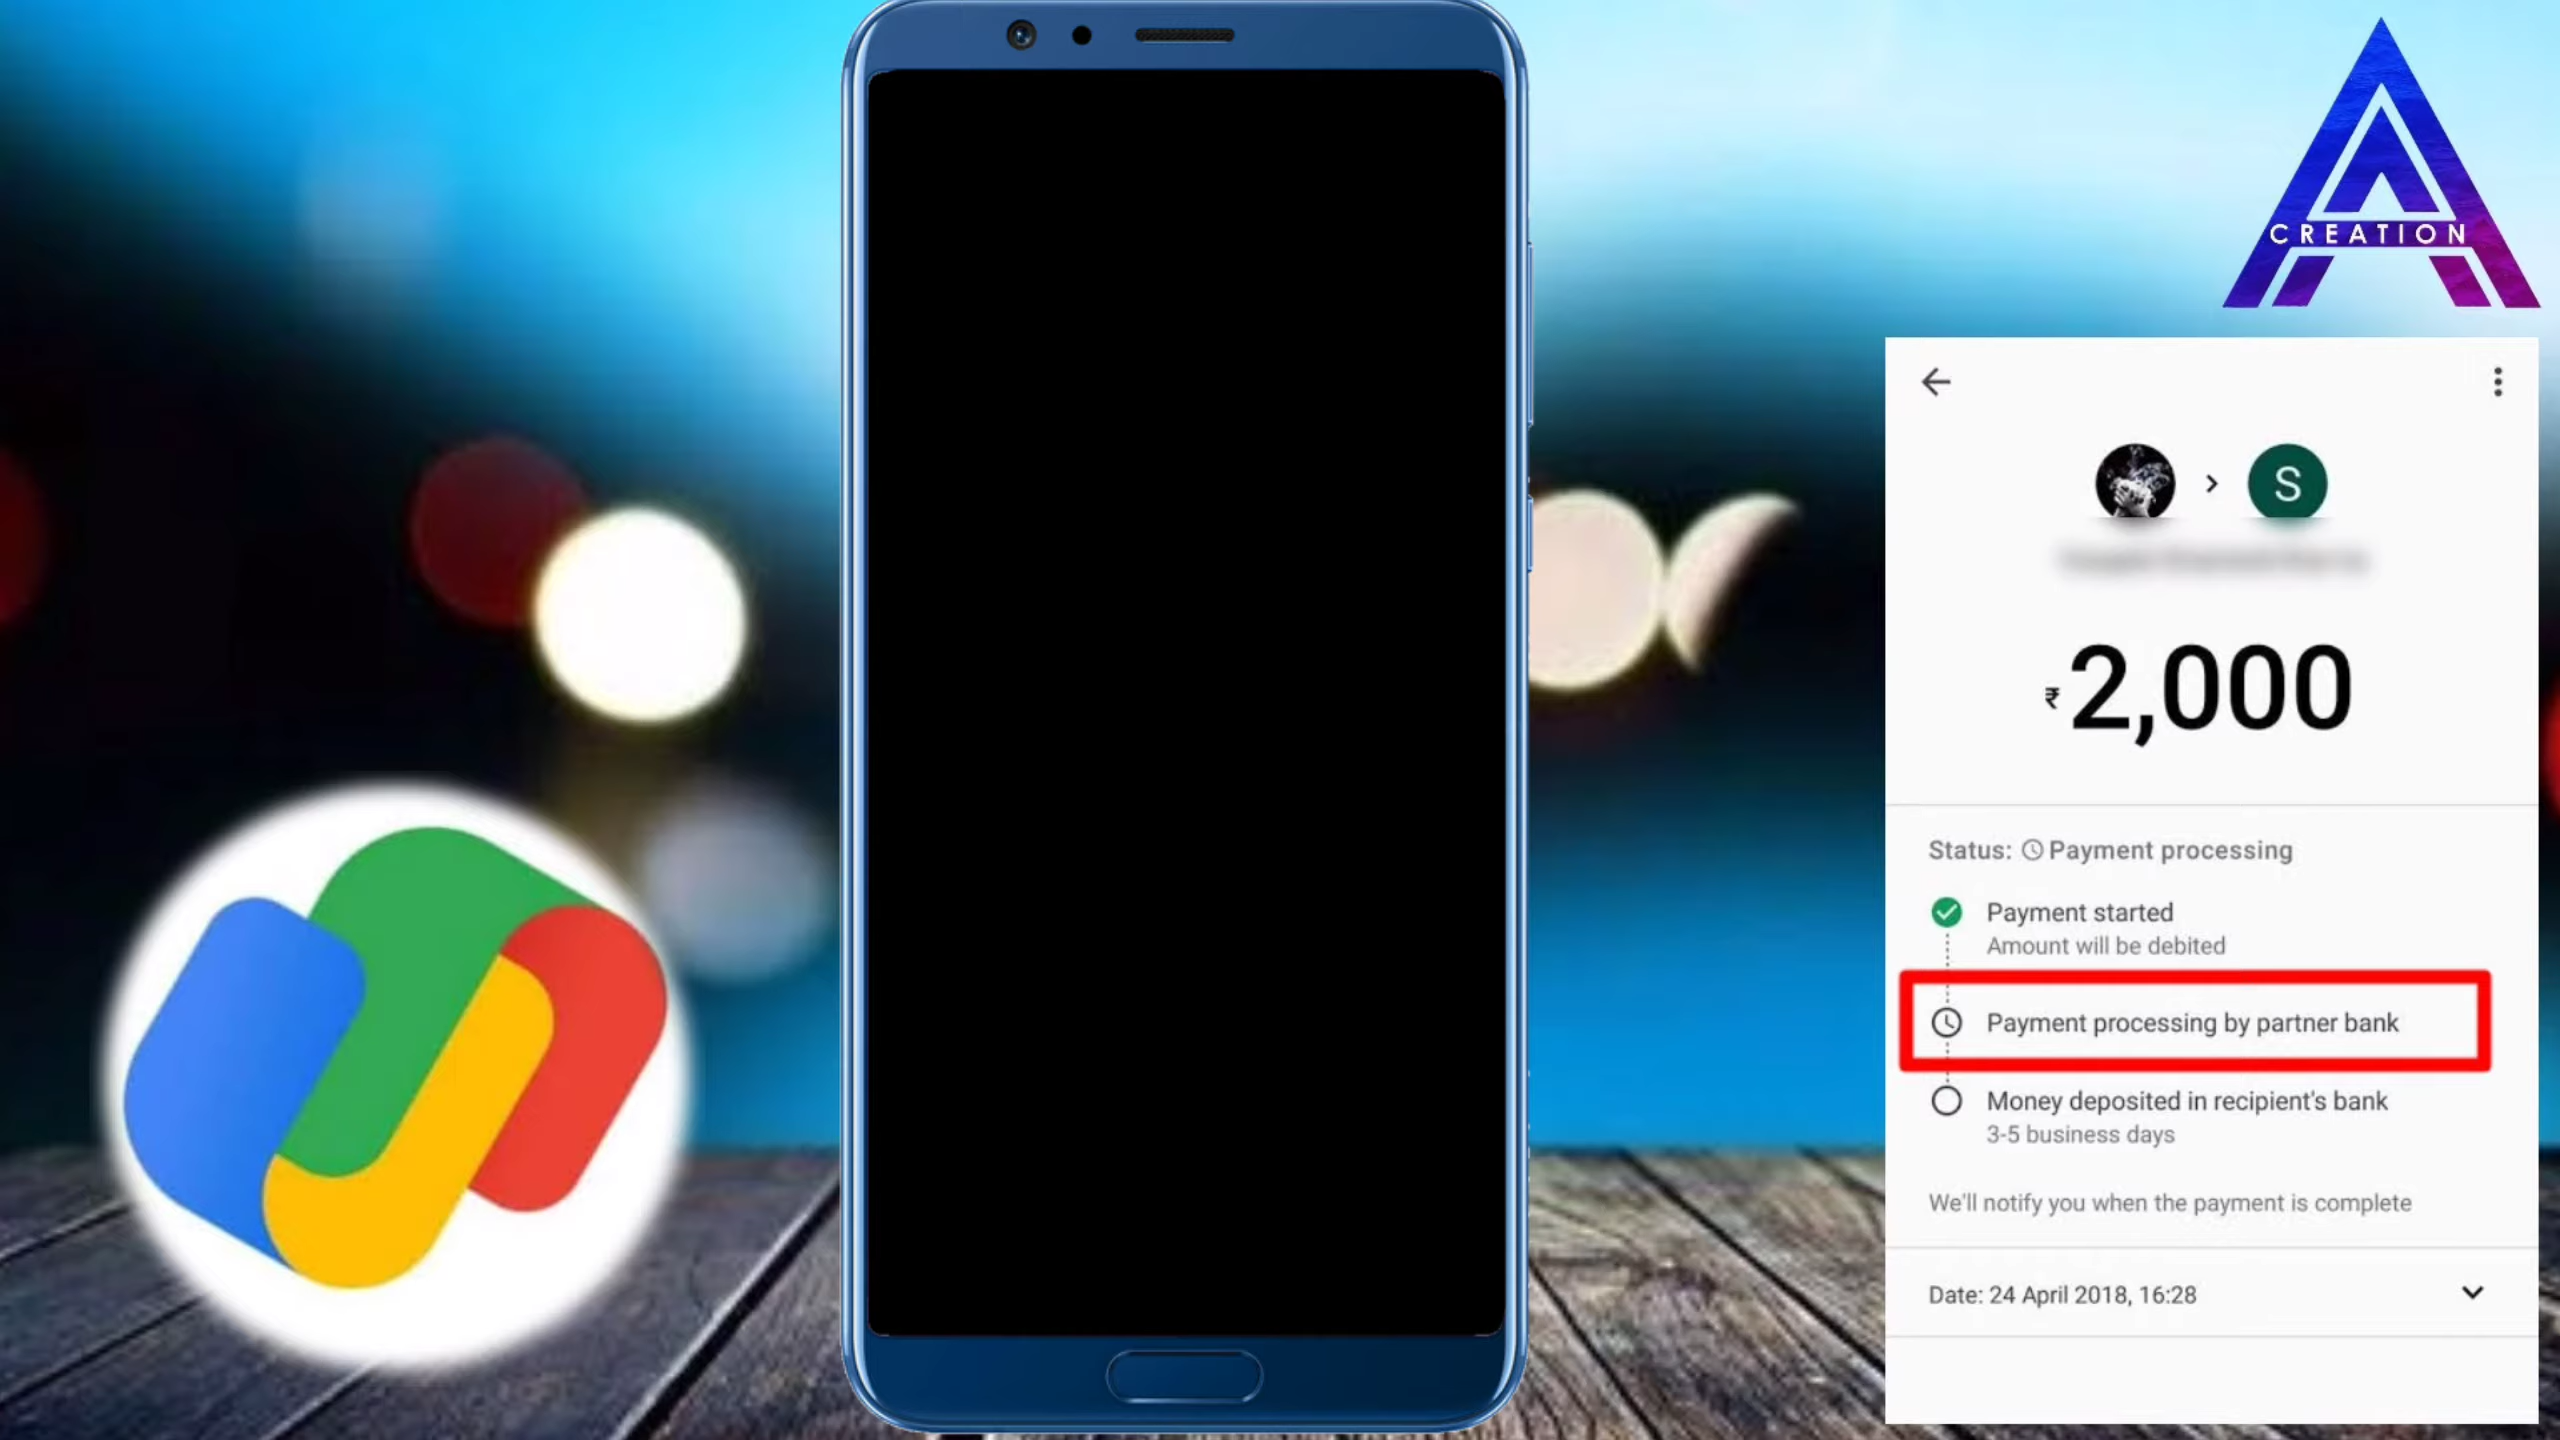 CREATION
S
₹2,000
Status: Payment processing
Payment started
Amount will be debited
Payment processing by partner bank
Money deposited in recipient's bank
3-5 business days
We'll notify you when the payment is complete
Date: 24 April 2018, 16:28